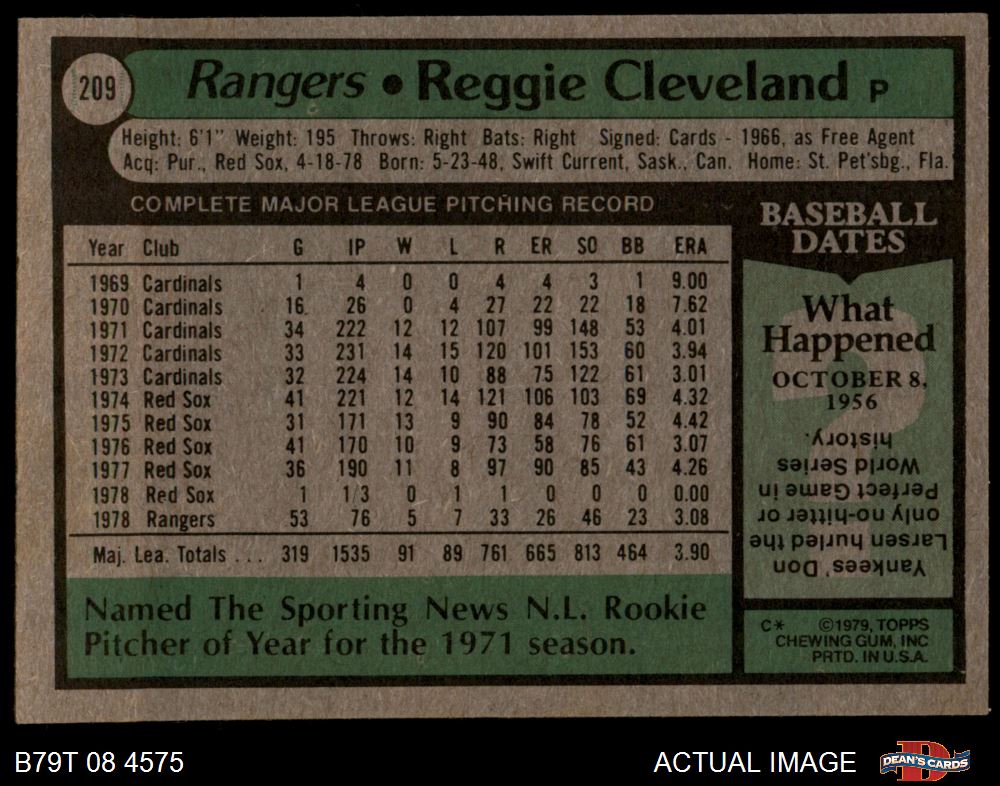 209
Rangers • Reggie Cleveland P
Height: 6'1" Weight: 195 Throws: Right Bats: Right Signed: Cards - 1966, as Free Agent
Acq: Pur., Red Sox, 4-18-78 Born: 5-23-48, Swift Current, Sask., Can. Home: St. Pet'sbg., Fla.
COMPLETE MAJOR LEAGUE PITCHING RECORD
Year Club G IP W L R ER SO BB ERA
1969 Cardinals 1 4 0 0 4 4 3 1 9.00
1970 Cardinals 16 26 0 4 27 22 22 18 7.62
1971 Cardinals 34 222 12 12 107 99 148 53 4.01
1972 Cardinals 33 231 14 15 120 101 153 60 3.94
1973 Cardinals 32 224 14 10 88 75 122 61 3.01
1974 Red Sox 41 221 12 14 121 106 103 69 4.32
1975 Red Sox 31 171 13 9 90 84 78 52 4.42
1976 Red Sox 41 170 10 9 73 58 76 61 3.07
1977 Red Sox 36 190 11 8 97 90 85 43 4.26
1978 Red Sox 1 1/3 0 1 1 0 0 0 0.00
1978 Rangers 53 76 5 7 33 26 46 23 3.08
Maj. Lea. Totals ... 319 1535 91 89 761 665 813 464 3.90
Named The Sporting News N.L. Rookie
Pitcher of Year for the 1971 season.
BASEBALL
DATES
What
Happened
OCTOBER 8,
1956
Yankees' Don
Larsen hurled the
only no-hitter or
Perfect Game in
World Series
history.
C* ©1979, TOPPS
CHEWING GUM, INC
PRTD. IN U.S.A.
B79T 08 4575
ACTUAL IMAGE
D
DEAN'S CARDS